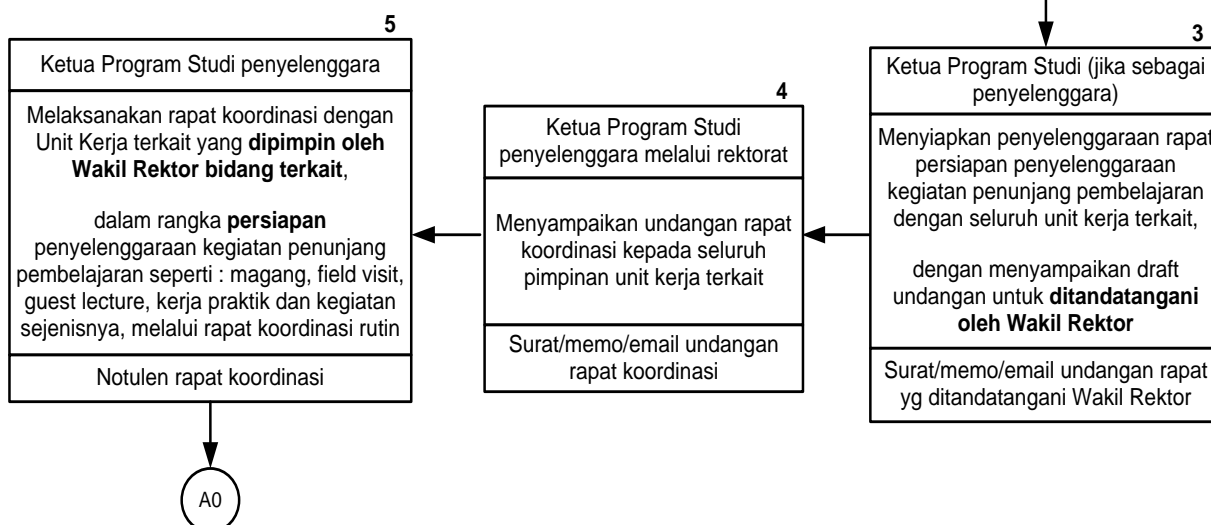 5
Ketua Program Studi penyelenggara
Melaksanakan rapat koordinasi dengan
Unit Kerja terkait yang dipimpin oleh
Wakil Rektor bidang terkait,
dalam rangka persiapan
penyelenggaraan kegiatan penunjang
pembelajaran seperti : magang, field visit,
guest lecture, kerja praktik dan kegiatan
sejenisnya, melalui rapat koordinasi rutin
Notulen rapat koordinasi
A0
4
Ketua Program Studi
penyelenggara melalui rektorat
Menyampaikan undangan rapat
koordinasi kepada seluruh
pimpinan unit kerja terkait
Surat/memo/email undangan
rapat koordinasi
3
Ketua Program Studi (jika sebagai
penyelenggara)
Menyiapkan penyelenggaraan rapat
persiapan penyelenggaraan
kegiatan penunjang pembelajaran
dengan seluruh unit kerja terkait,
dengan menyampaikan draft
undangan untuk ditandatangani
oleh Wakil Rektor
Surat/memo/email undangan rapat
yg ditandatangani Wakil Rektor